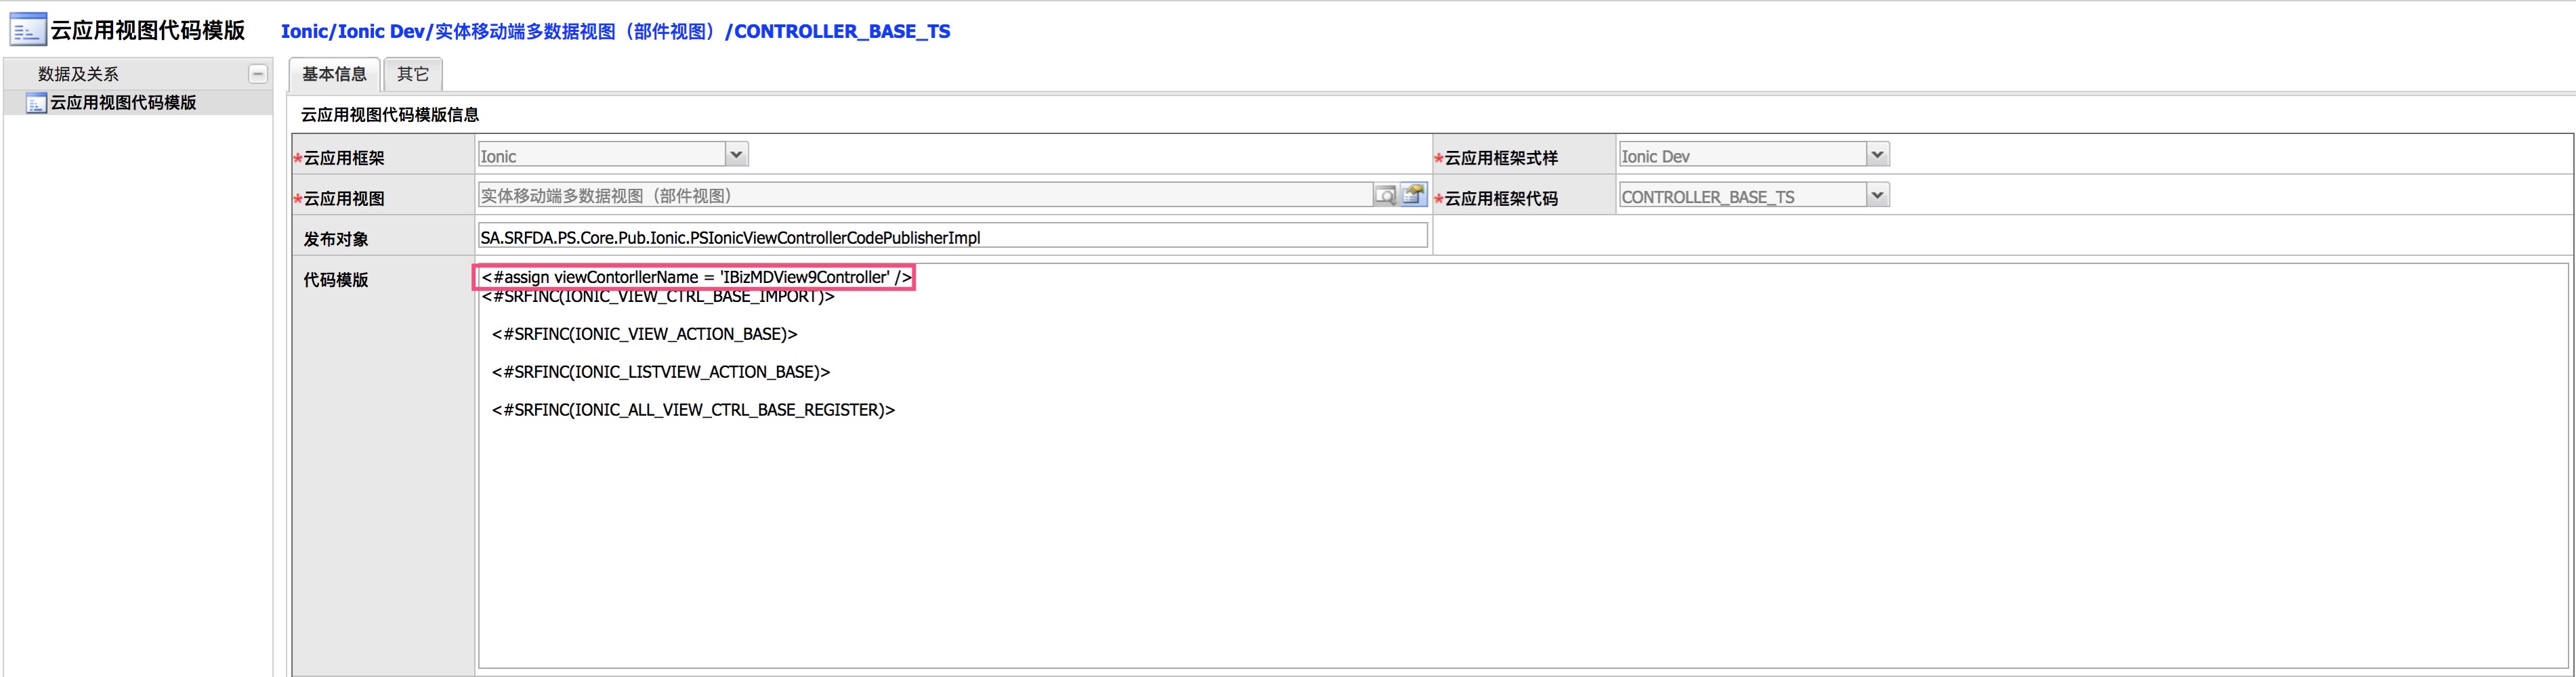 云应用视图代码模版
Ionic/Ionic Dev/实体移动端多数据视图（部件视图）/CONTROLLER_BASE_TS
数据及关系
云应用视图代码模版
基本信息
其它
云应用视图代码模版信息
*云应用框架 Ionic *云应用框架式样 Ionic Dev
*云应用视图 实体移动端多数据视图（部件视图） *云应用框架代码 CONTROLLER_BASE_TS
发布对象 SA.SRFDA.PS.Core.Pub.Ionic.PSIonicViewControllerCodePublisherImpl
代码模版 <#assign viewContorllerName = 'IBizMDView9Controller' />
<#SRFINC(IONIC_VIEW_CTRL_BASE_IMPORT)>
<#SRFINC(IONIC_VIEW_ACTION_BASE)>
<#SRFINC(IONIC_LISTVIEW_ACTION_BASE)>
<#SRFINC(IONIC_ALL_VIEW_CTRL_BASE_REGISTER)>